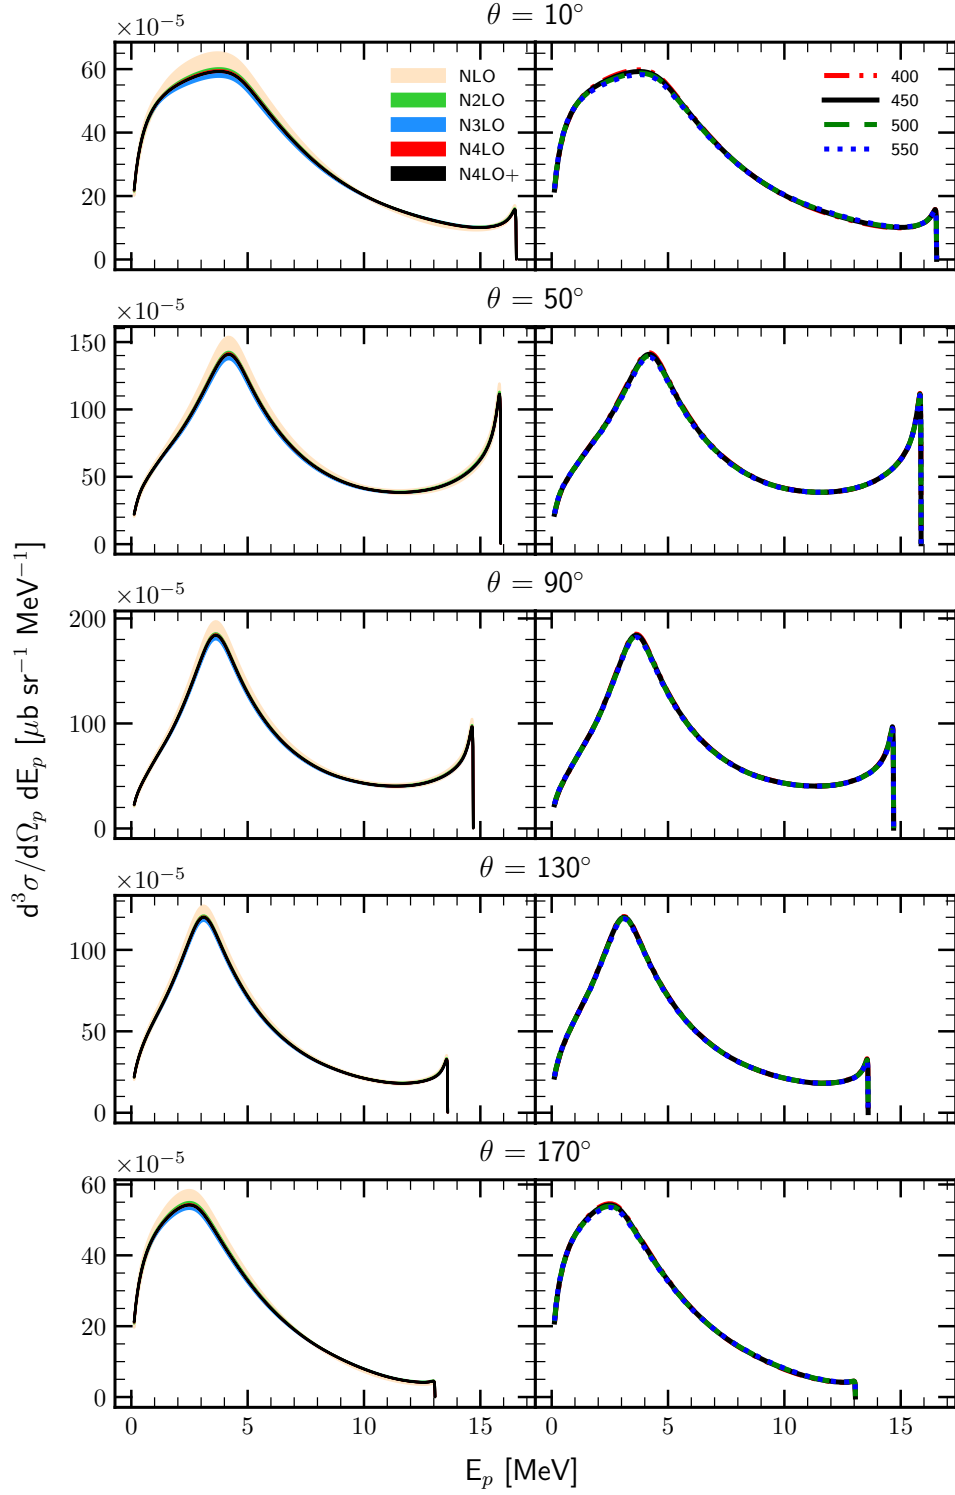 θ = 10°
×10⁻⁵
60
40
20
0
NLO
N2LO
N3LO
N4LO
N4LO+
400
450
500
550
θ = 50°
×10⁻⁵
150
100
50
0
θ = 90°
×10⁻⁵
200
100
0
θ = 130°
×10⁻⁵
100
50
0
θ = 170°
×10⁻⁵
60
40
20
0
0 5 10 15 0 5 10 15
E_p [MeV]
d³σ/dΩ_p dE_p [μb sr⁻¹ MeV⁻¹]